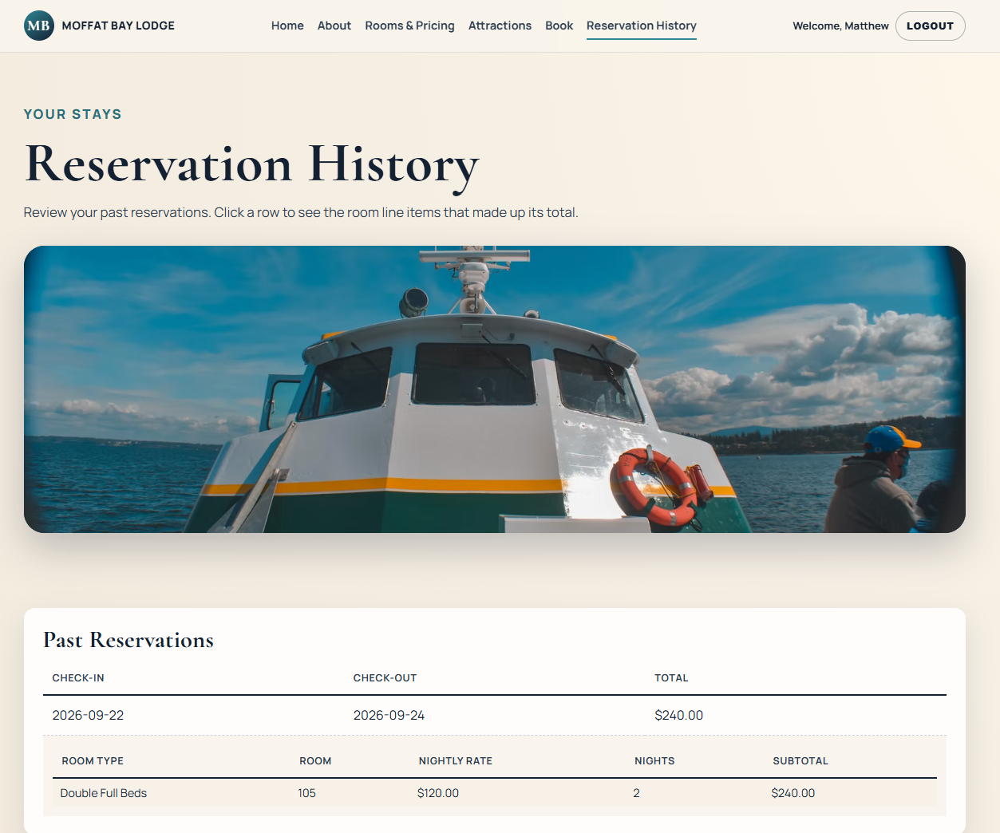 MB MOFFAT BAY LODGE Home About Rooms & Pricing Attractions Book Reservation History Welcome, Matthew LOGOUT
YOUR STAYS
Reservation History
Review your past reservations. Click a row to see the room line items that made up its total.
Past Reservations
CHECK-IN CHECK-OUT TOTAL
2026-09-22 2026-09-24 $240.00
ROOM TYPE ROOM NIGHTLY RATE NIGHTS SUBTOTAL
Double Full Beds 105 $120.00 2 $240.00